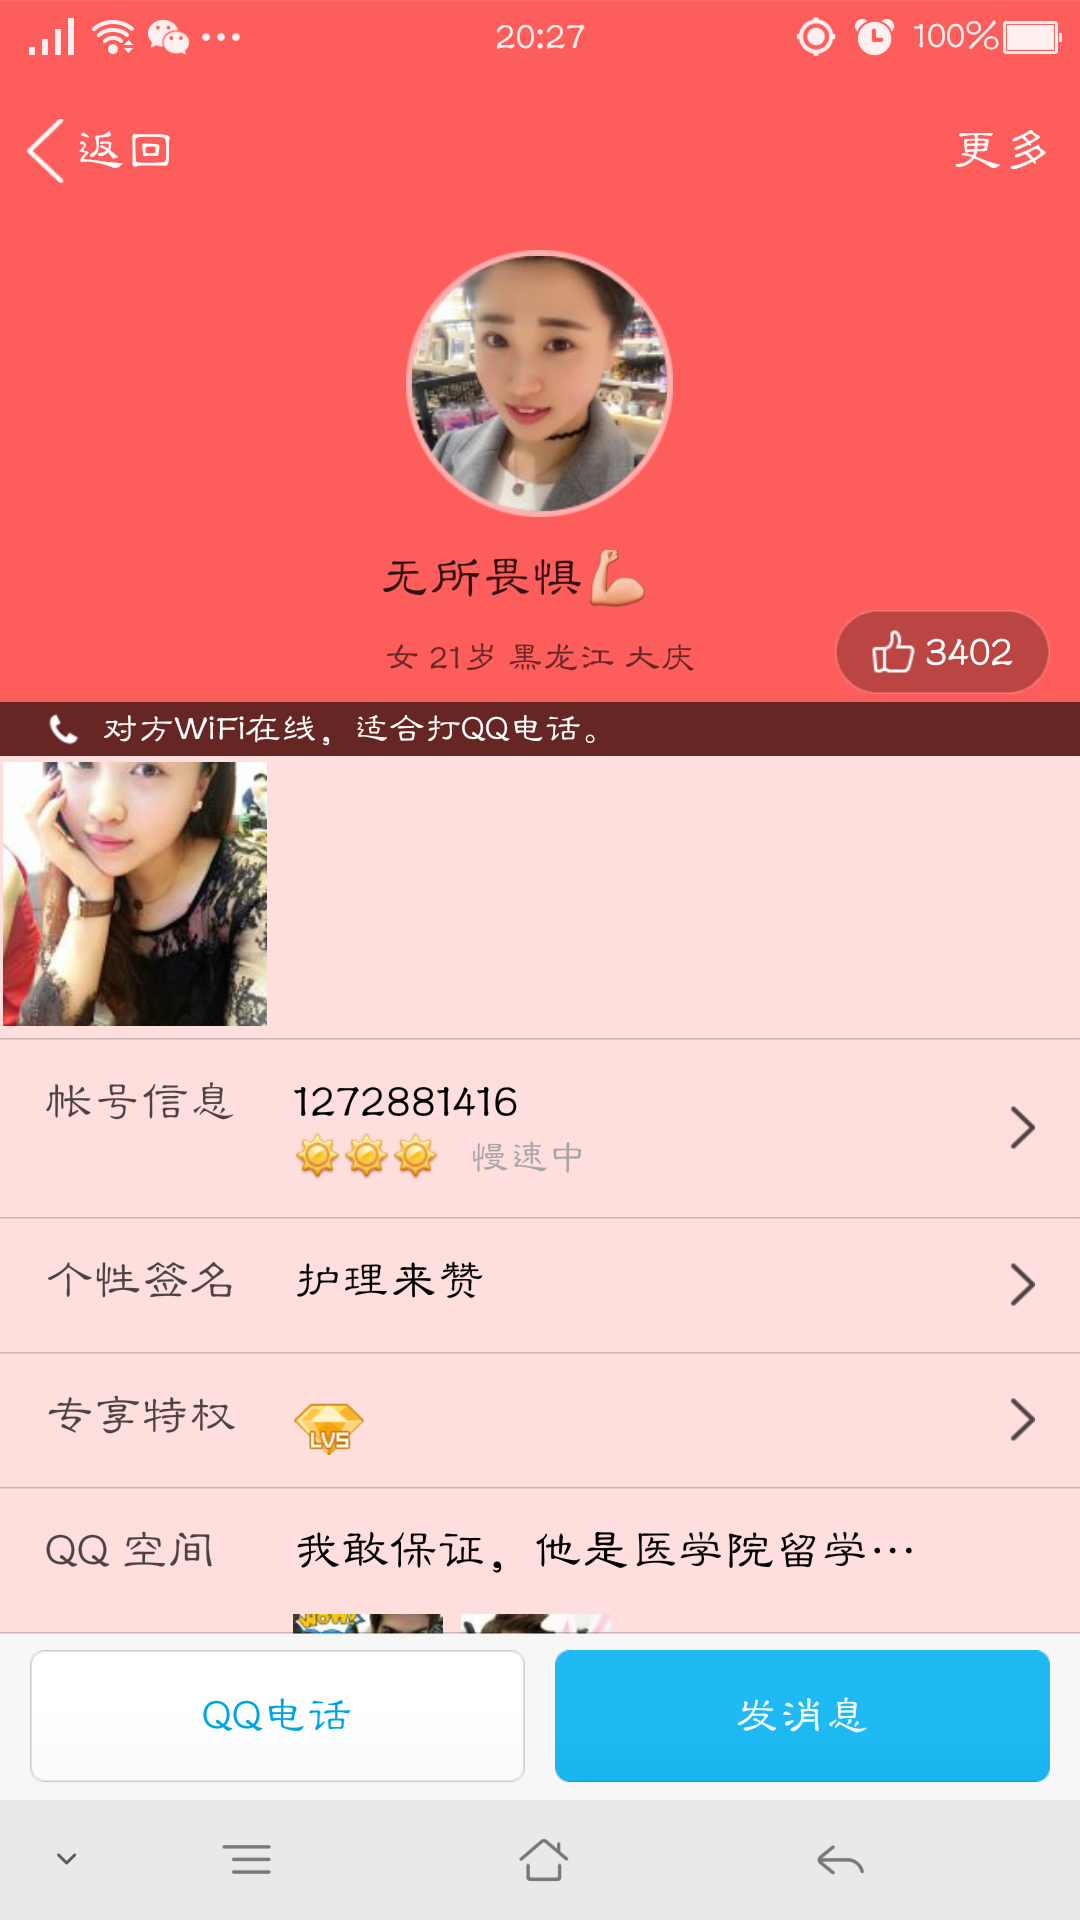 20:27
100%
返回
更多
无所畏惧💪
女 21岁 黑龙江 大庆
3402
对方WiFi在线，适合打QQ电话。
帐号信息
1272881416
慢速中
个性签名
护理来赞
专享特权
LV5
QQ 空间
我敢保证，他是医学院留学…
WOW!
QQ电话
发消息